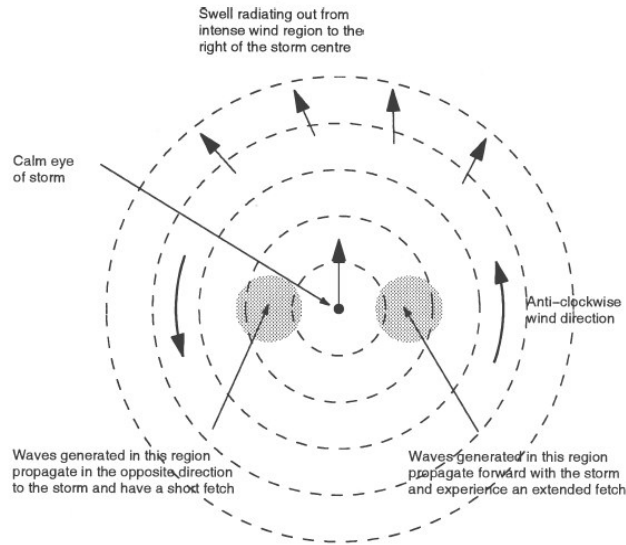 Swell radiating out from
intense wind region to the
right of the storm centre
Calm eye
of storm
Anti-clockwise
wind direction
Waves generated in this region
propagate in the opposite direction
to the storm and have a short fetch
Waves generated in this region
propagate forward with the storm
and experience an extended fetch